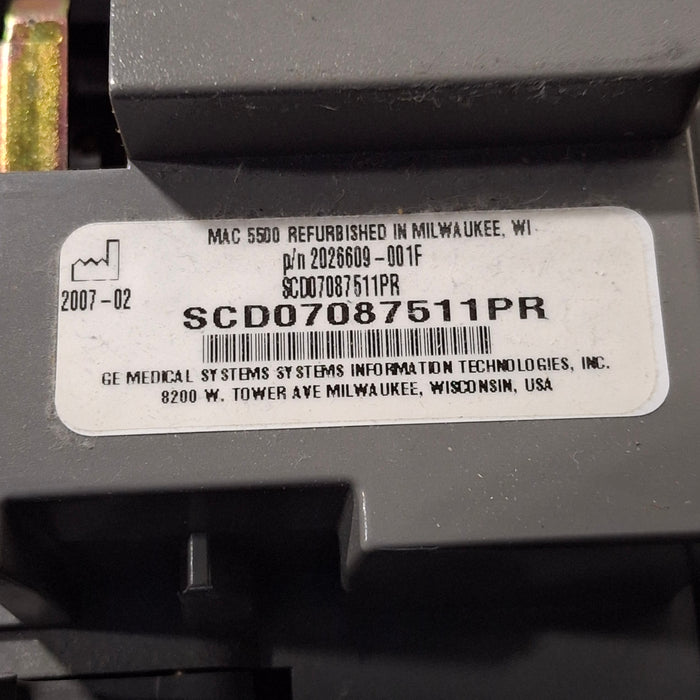 MAC 5500 REFURBISHED IN MILWAUKEE, WI
p/n 2026609-001F
SCD07087511PR
2007-02
SCD07087511PR
GE MEDICAL SYSTEMS SYSTEMS INFORMATION TECHNOLOGIES, INC.
8200 W. TOWER AVE MILWAUKEE, WISCONSIN, USA